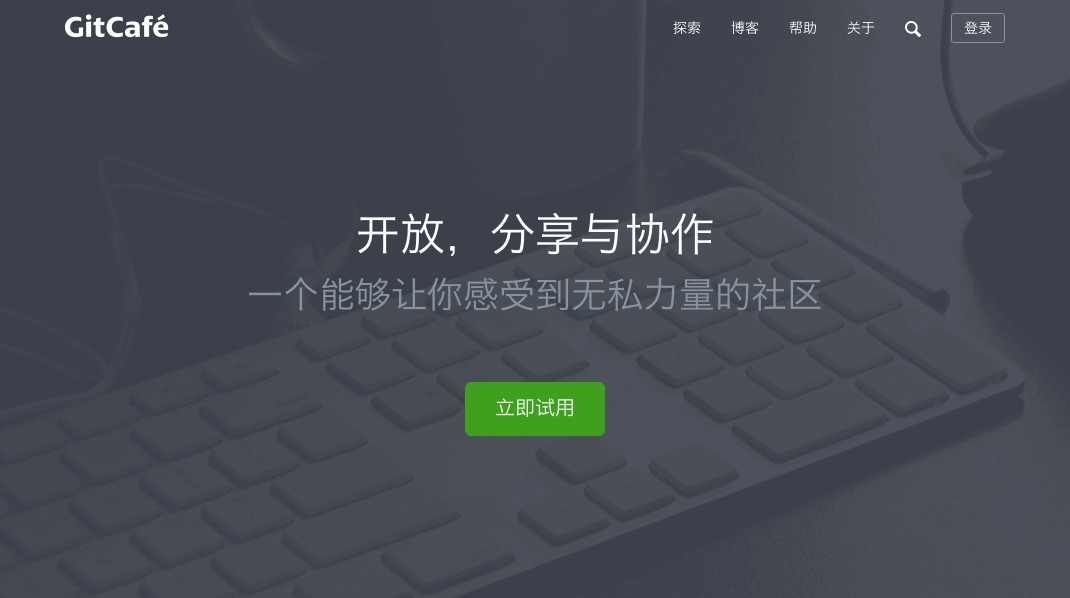 GitCafé
探索 博客 帮助 关于 登录
开放，分享与协作
一个能够让你感受到无私力量的社区
立即试用